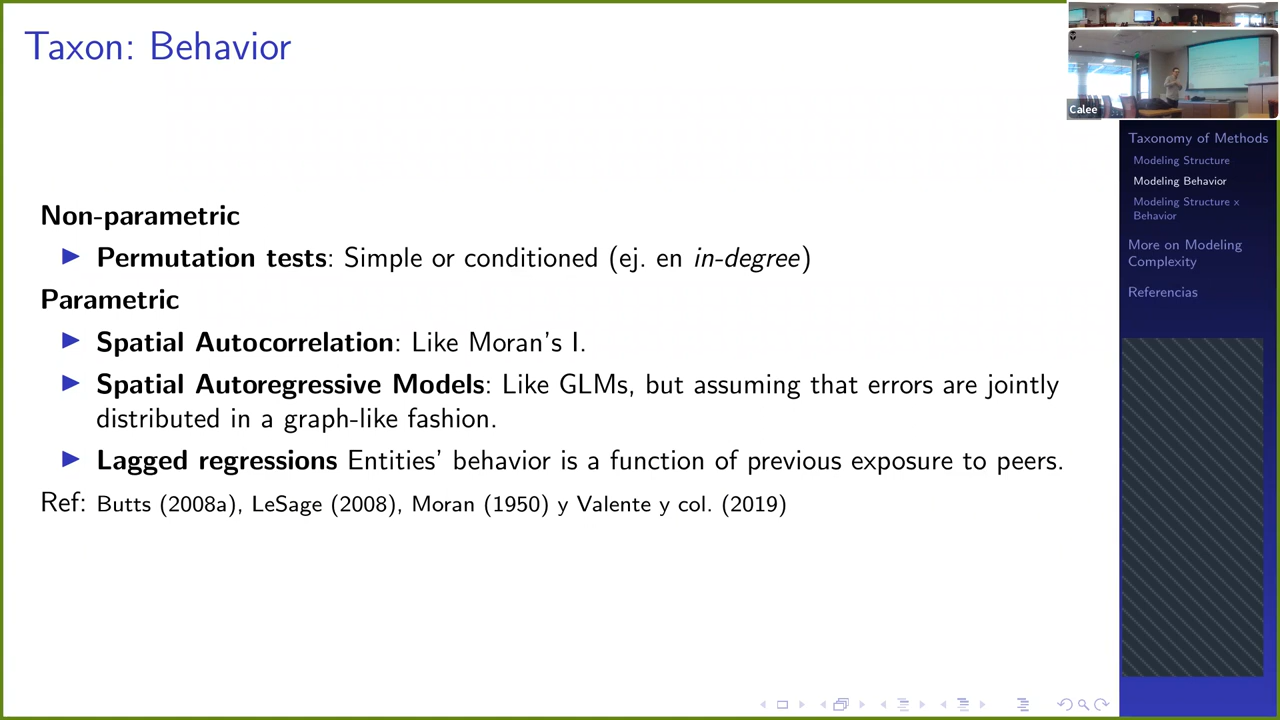 Taxon: Behavior
Non-parametric
▶ Permutation tests: Simple or conditioned (ej. en in-degree)
Parametric
▶ Spatial Autocorrelation: Like Moran's I.
▶ Spatial Autoregressive Models: Like GLMs, but assuming that errors are jointly
distributed in a graph-like fashion.
▶ Lagged regressions Entities' behavior is a function of previous exposure to peers.
Ref: Butts (2008a), LeSage (2008), Moran (1950) y Valente y col. (2019)
Calee
Taxonomy of Methods
Modeling Structure
Modeling Behavior
Modeling Structure x
Behavior
More on Modeling
Complexity
Referencias